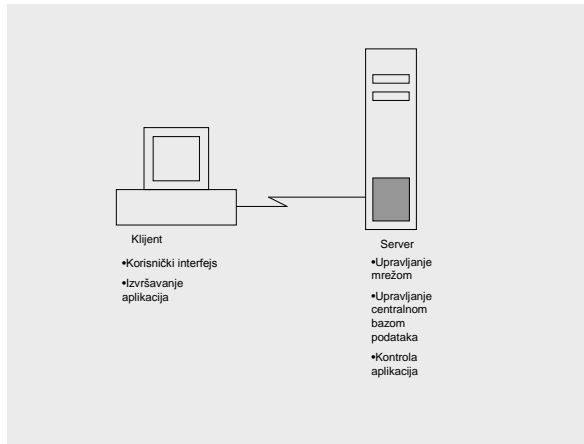 Klijent
•Korisnički interfejs
•Izvršavanje
aplikacija
Server
•Upravljanje
mrežom
•Upravljanje
centralnom
bazom
podataka
•Kontrola
aplikacija